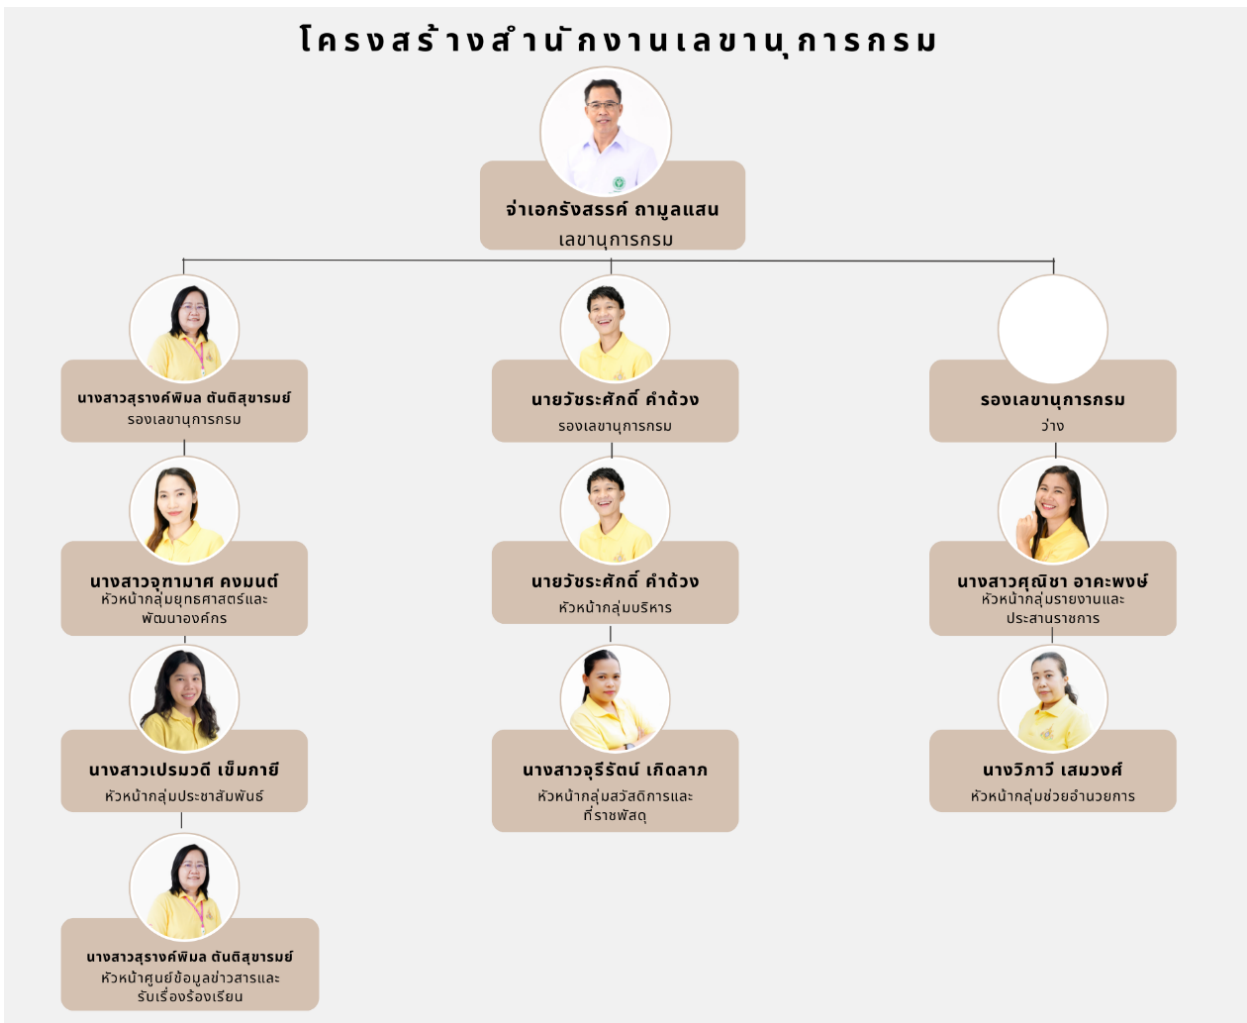 โครงสร้างสำนักงานเลขานุการกรม
จ่าเอกรังสรรค์ ถามูลแสน
เลขานุการกรม
นางสาวสุรางค์พิมล ตันติสุขารมย์
รองเลขานุการกรม
นายวัชระศักดิ์ คำด้วง
รองเลขานุการกรม
รองเลขานุการกรม
ว่าง
นางสาวจุฑามาศ คงมนต์
หัวหน้ากลุ่มยุทธศาสตร์และ
พัฒนาองค์กร
นายวัชระศักดิ์ คำด้วง
หัวหน้ากลุ่มบริหาร
นางสาวศุณิชา อาคะพงษ์
หัวหน้ากลุ่มรายงานและ
ประสานราชการ
นางสาวเปรมวดี เข็มกายี
หัวหน้ากลุ่มประชาสัมพันธ์
นางสาวจุรีรัตน์ เกิดลาภ
หัวหน้ากลุ่มสวัสดิการและ
ที่ราชพัสดุ
นางวิภาวี เสมวงศ์
หัวหน้ากลุ่มช่วยอำนวยการ
นางสาวสุรางค์พิมล ตันติสุขารมย์
หัวหน้าศูนย์ข้อมูลข่าวสารและ
รับเรื่องร้องเรียน